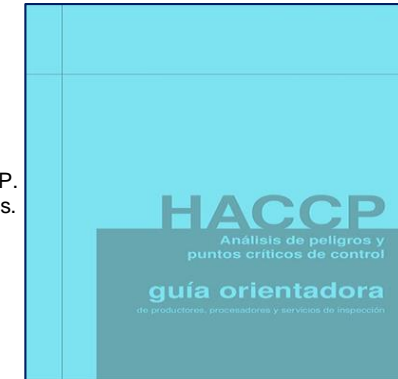 P.
s.
HACCP
Análisis de peligros y
puntos críticos de control
guía orientadora
de productores, procesadores y servicios de inspección